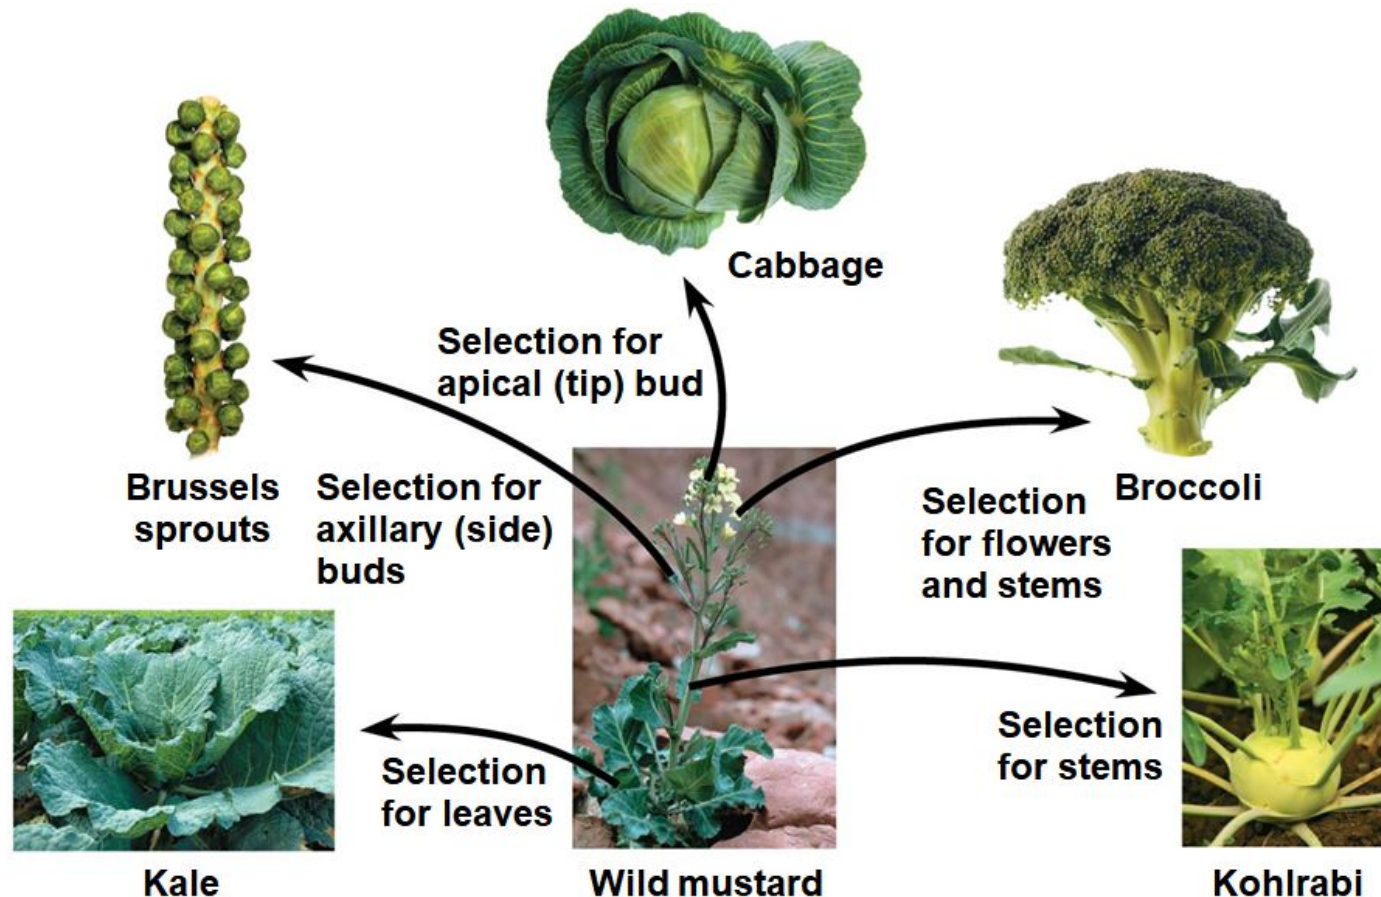 Cabbage
Selection for
apical (tip) bud
Brussels
sprouts
Selection for
axillary (side)
buds
Broccoli
Selection
for flowers
and stems
Selection
for leaves
Selection
for stems
Kale
Wild mustard
Kohlrabi